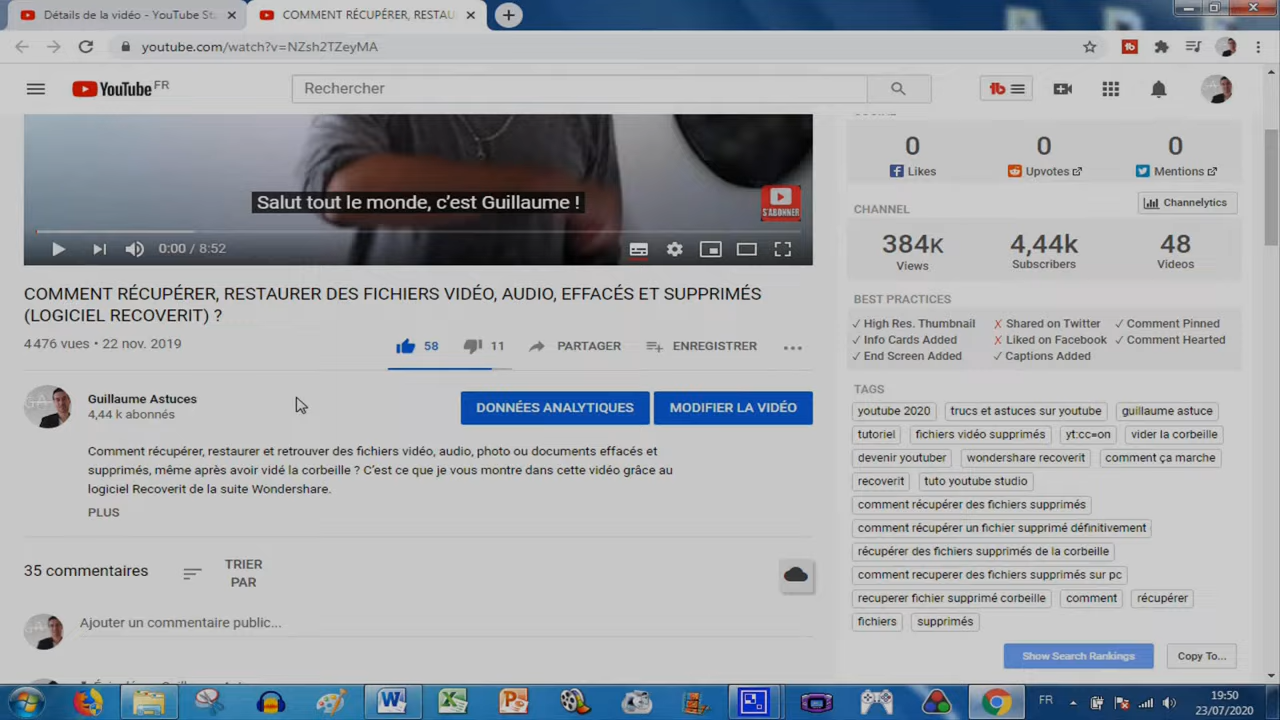 Détails de la vidéo - YouTube St
COMMENT RÉCUPÉRER, RESTAU
youtube.com/watch?v=NZsh2TZeyMA
YouTube FR
Rechercher
tb
Salut tout le monde, c'est Guillaume !
S'ABONNER
0:00 / 8:52
COMMENT RÉCUPÉRER, RESTAURER DES FICHIERS VIDÉO, AUDIO, EFFACÉS ET SUPPRIMÉS
(LOGICIEL RECOVERIT) ?
4 476 vues • 22 nov. 2019
58
11
PARTAGER
ENREGISTRER
Guillaume Astuces
4,44 k abonnés
DONNÉES ANALYTIQUES
MODIFIER LA VIDÉO
Comment récupérer, restaurer et retrouver des fichiers vidéo, audio, photo ou documents effacés et
supprimés, même après avoir vidé la corbeille ? C'est ce que je vous montre dans cette vidéo grâce au
logiciel Recoverit de la suite Wondershare.
PLUS
35 commentaires
TRIER
PAR
Ajouter un commentaire public...
0 0 0
Likes Upvotes Mentions
CHANNEL
Channelytics
384K 4,44k 48
Views Subscribers Videos
BEST PRACTICES
✓ High Res. Thumbnail X Shared on Twitter ✓ Comment Pinned
✓ Info Cards Added X Liked on Facebook ✓ Comment Hearted
✓ End Screen Added ✓ Captions Added
TAGS
youtube 2020 trucs et astuces sur youtube guillaume astuce
tutoriel fichiers vidéo supprimés yt:cc=on vider la corbeille
devenir youtuber wondershare recoverit comment ça marche
recoverit tuto youtube studio
comment récupérer des fichiers supprimés
comment récupérer un fichier supprimé définitivement
récupérer des fichiers supprimés de la corbeille
comment recuperer des fichiers supprimés sur pc
recuperer fichier supprimé corbeille comment récupérer
fichiers supprimés
Show Search Rankings
Copy To...
FR
19:50
23/07/2020